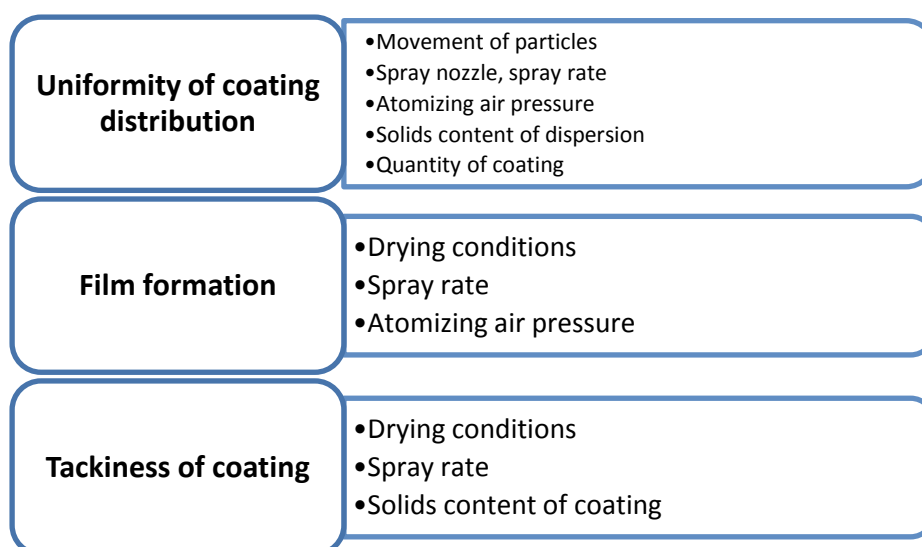 Uniformity of coating
distribution
•Movement of particles
•Spray nozzle, spray rate
•Atomizing air pressure
•Solids content of dispersion
•Quantity of coating
Film formation
•Drying conditions
•Spray rate
•Atomizing air pressure
Tackiness of coating
•Drying conditions
•Spray rate
•Solids content of coating